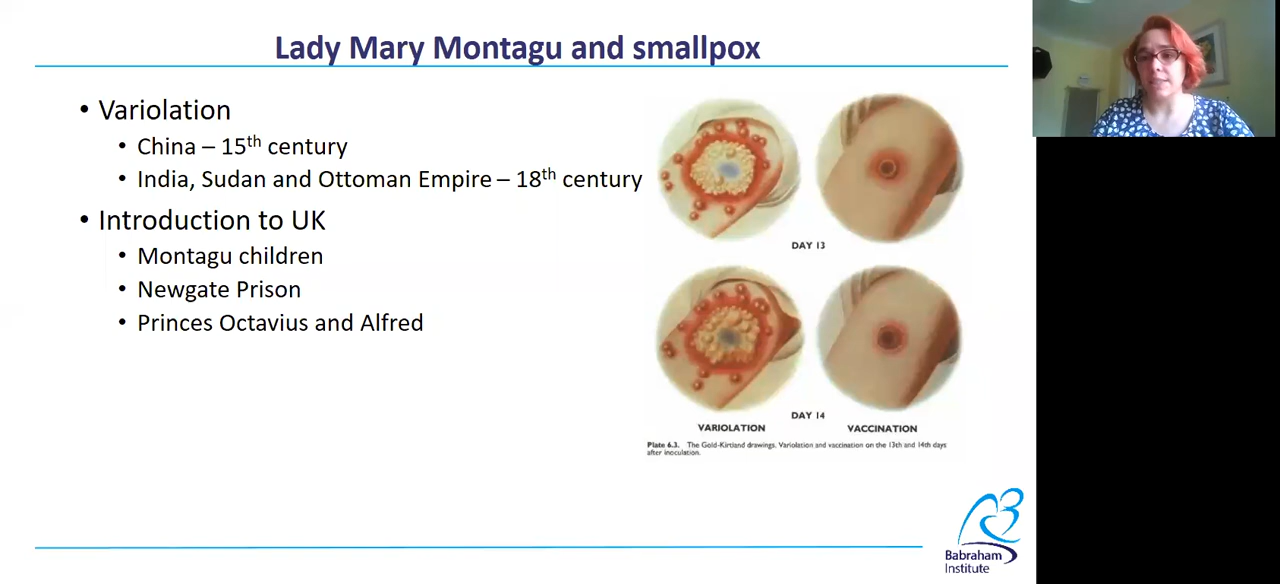 Lady Mary Montagu and smallpox
• Variolation
• China – 15th century
• India, Sudan and Ottoman Empire – 18th century
• Introduction to UK
• Montagu children
• Newgate Prison
• Princes Octavius and Alfred
DAY 13
DAY 14
VARIOLATION VACCINATION
Plate 6.3. The Gold-Kirtland drawings. Variolation and vaccination on the 13th and 14th days
after inoculation.
Babraham
Institute